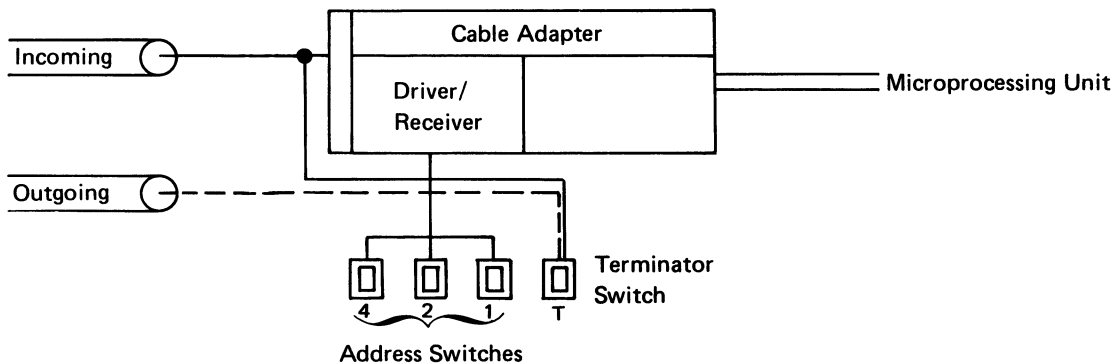 Cable Adapter
Incoming
Driver/
Receiver
Microprocessing Unit
Outgoing
Terminator
Switch
4 2 1 T
Address Switches